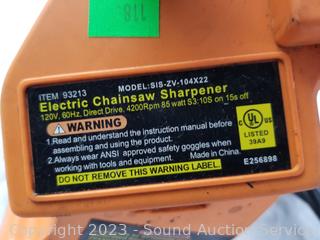 118
ITEM 93213
MODEL:SIS-ZV-104X22
Electric Chainsaw Sharpener
120V, 60Hz, Direct Drive, 4200Rpm 85 watt S3:10S on 15s off
WARNING
1.Read and understand the instruction manual before
assembling and using the product.
2.Always wear ANSI approved safety goggles when
working with tools and equipment.
DO NOT REMOVE THIS WARNING LABEL.
C UL US
LISTED
39A9
E256898
Copyright © 2023 - Sound Auction Service